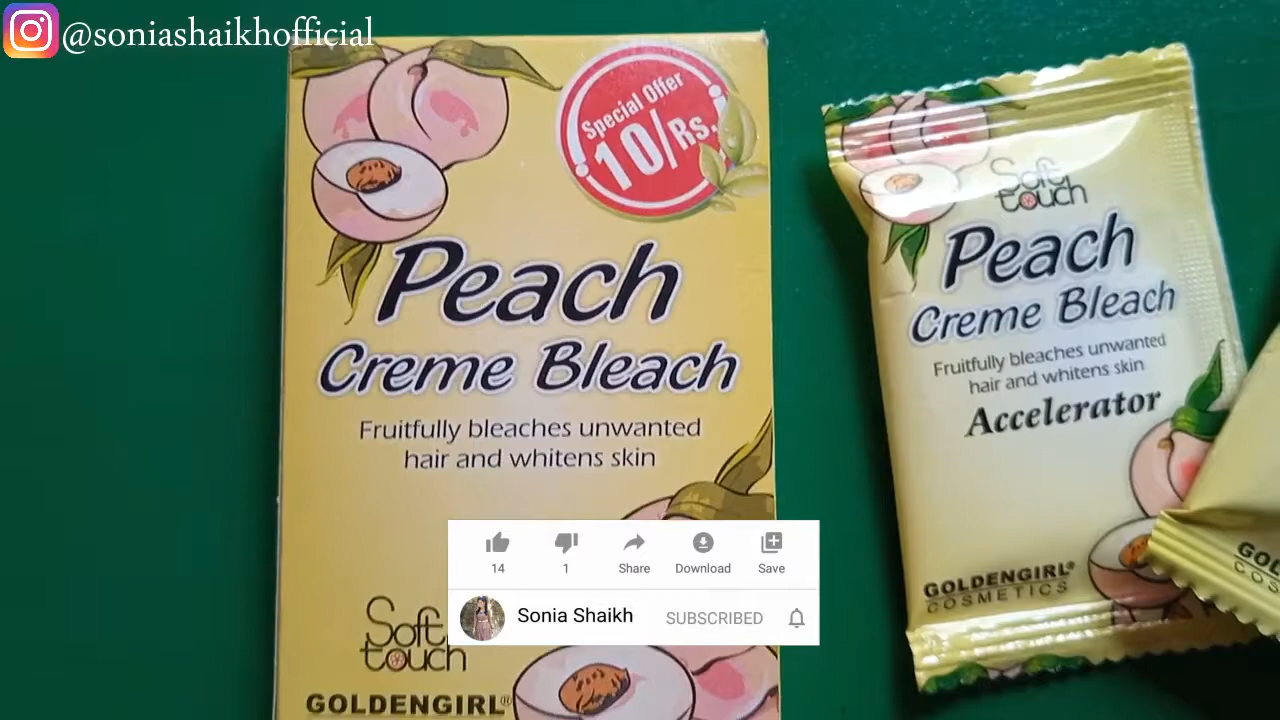 @soniashaikhofficial
Special Offer
10/Rs.
Peach
Creme Bleach
Fruitfully bleaches unwanted
hair and whitens skin
Soft
touch
GOLDENGIRL®
Soft
touch
Peach
Creme Bleach
Fruitfully bleaches unwanted
hair and whitens skin
Accelerator
GOLDENGIRL®
COSMETICS
14
1
Share
Download
Save
Sonia Shaikh
SUBSCRIBED